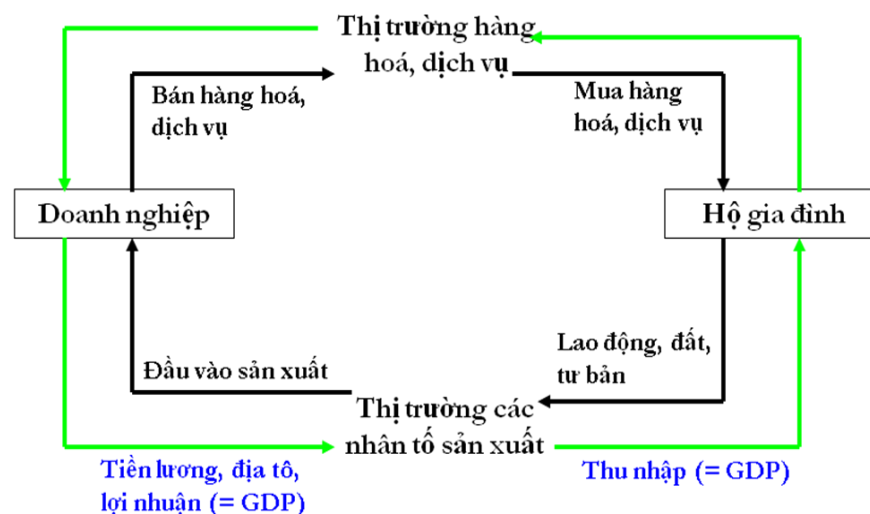 Thị trường hàng
hoá, dịch vụ
Bán hàng hoá,
dịch vụ
Mua hàng
hoá, dịch vụ
Doanh nghiệp
Hộ gia đình
Đầu vào sản xuất
Lao động, đất,
tư bản
Thị trường các
nhân tố sản xuất
Tiền lương, địa tô,
lợi nhuận (= GDP)
Thu nhập (= GDP)